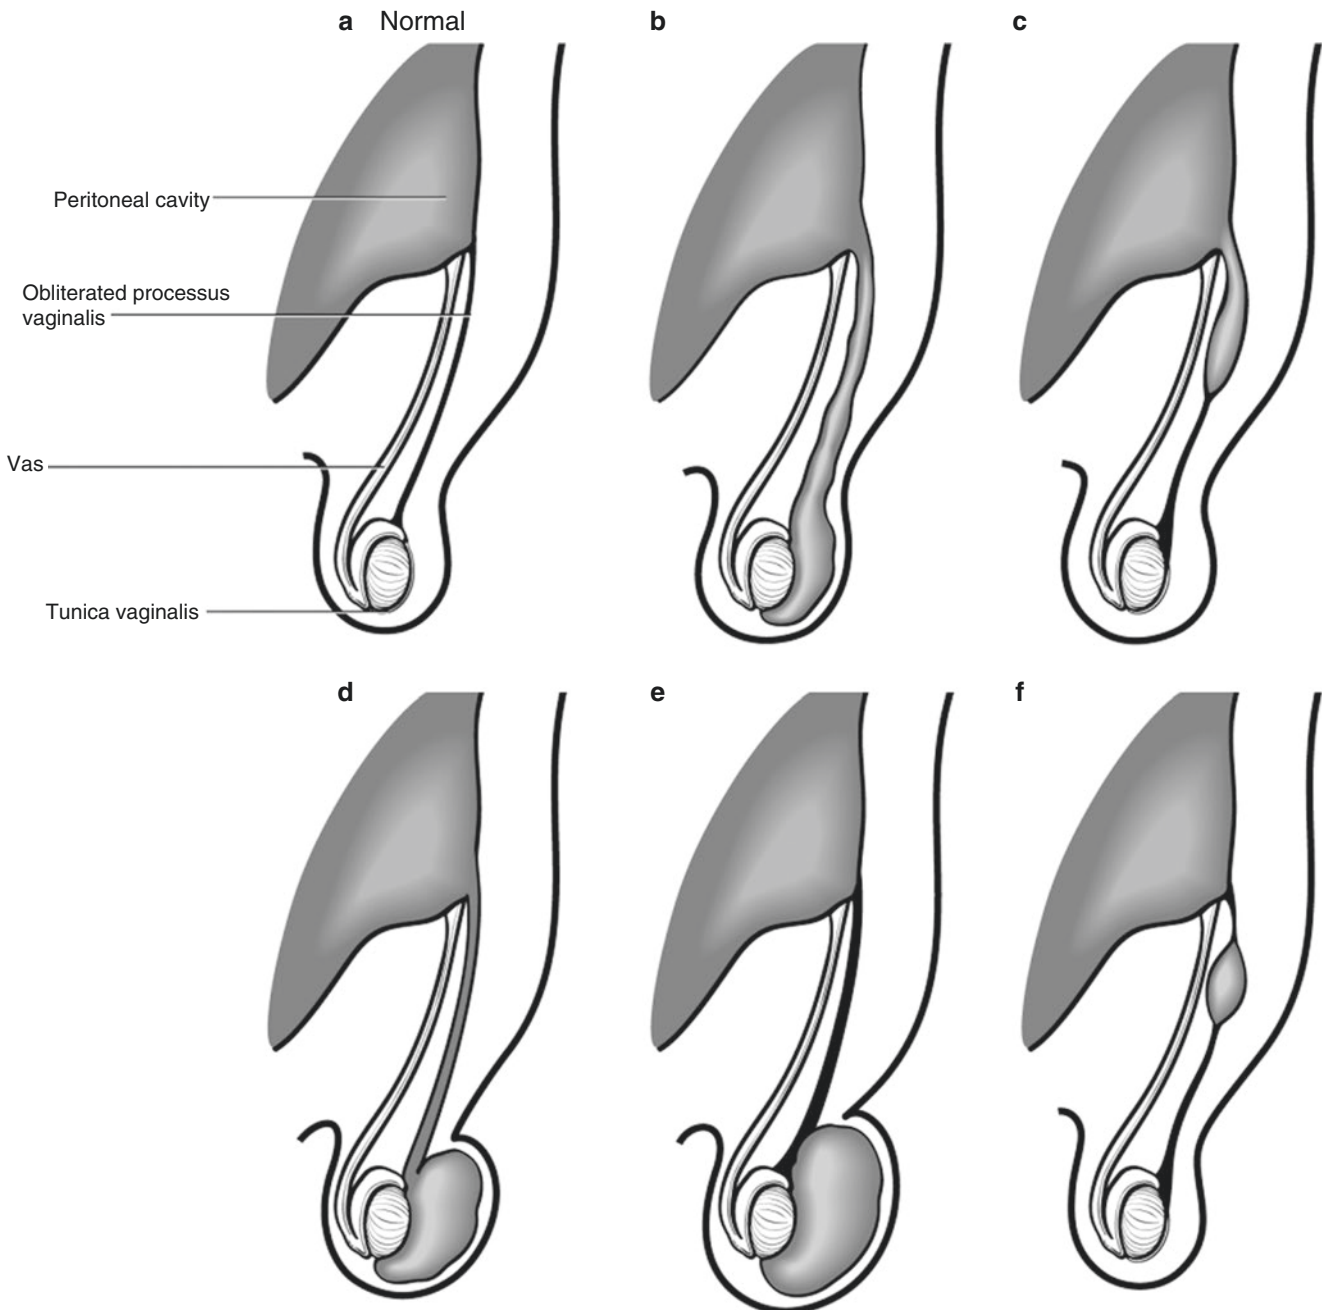 a Normal
b
c
Peritoneal cavity
Obliterated processus
vaginalis
Vas
Tunica vaginalis
d
e
f